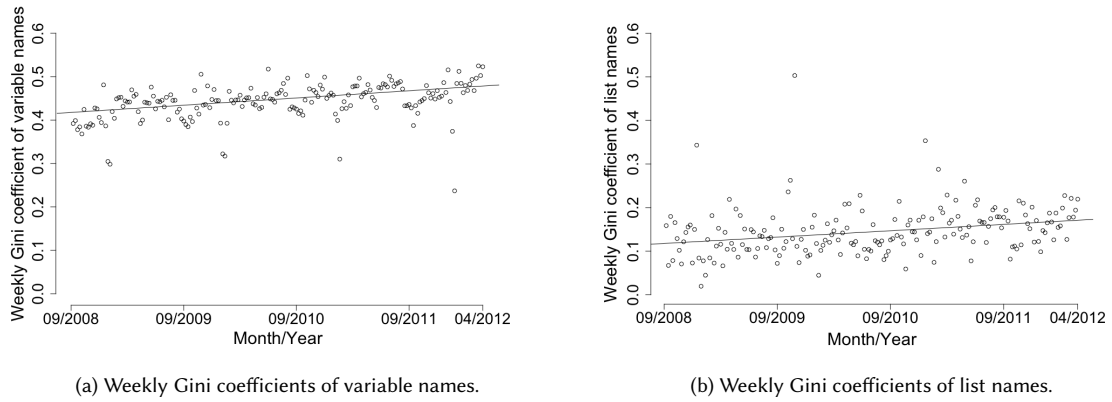 Weekly Gini coefficient of variable names
0.6
0.5
0.4
0.3
0.2
0.1
0.0
09/2008 09/2009 09/2010 09/2011 04/2012
Month/Year
(a) Weekly Gini coefficients of variable names.
Weekly Gini coefficient of list names
0.6
0.5
0.4
0.3
0.2
0.1
0.0
09/2008 09/2009 09/2010 09/2011 04/2012
Month/Year
(b) Weekly Gini coefficients of list names.